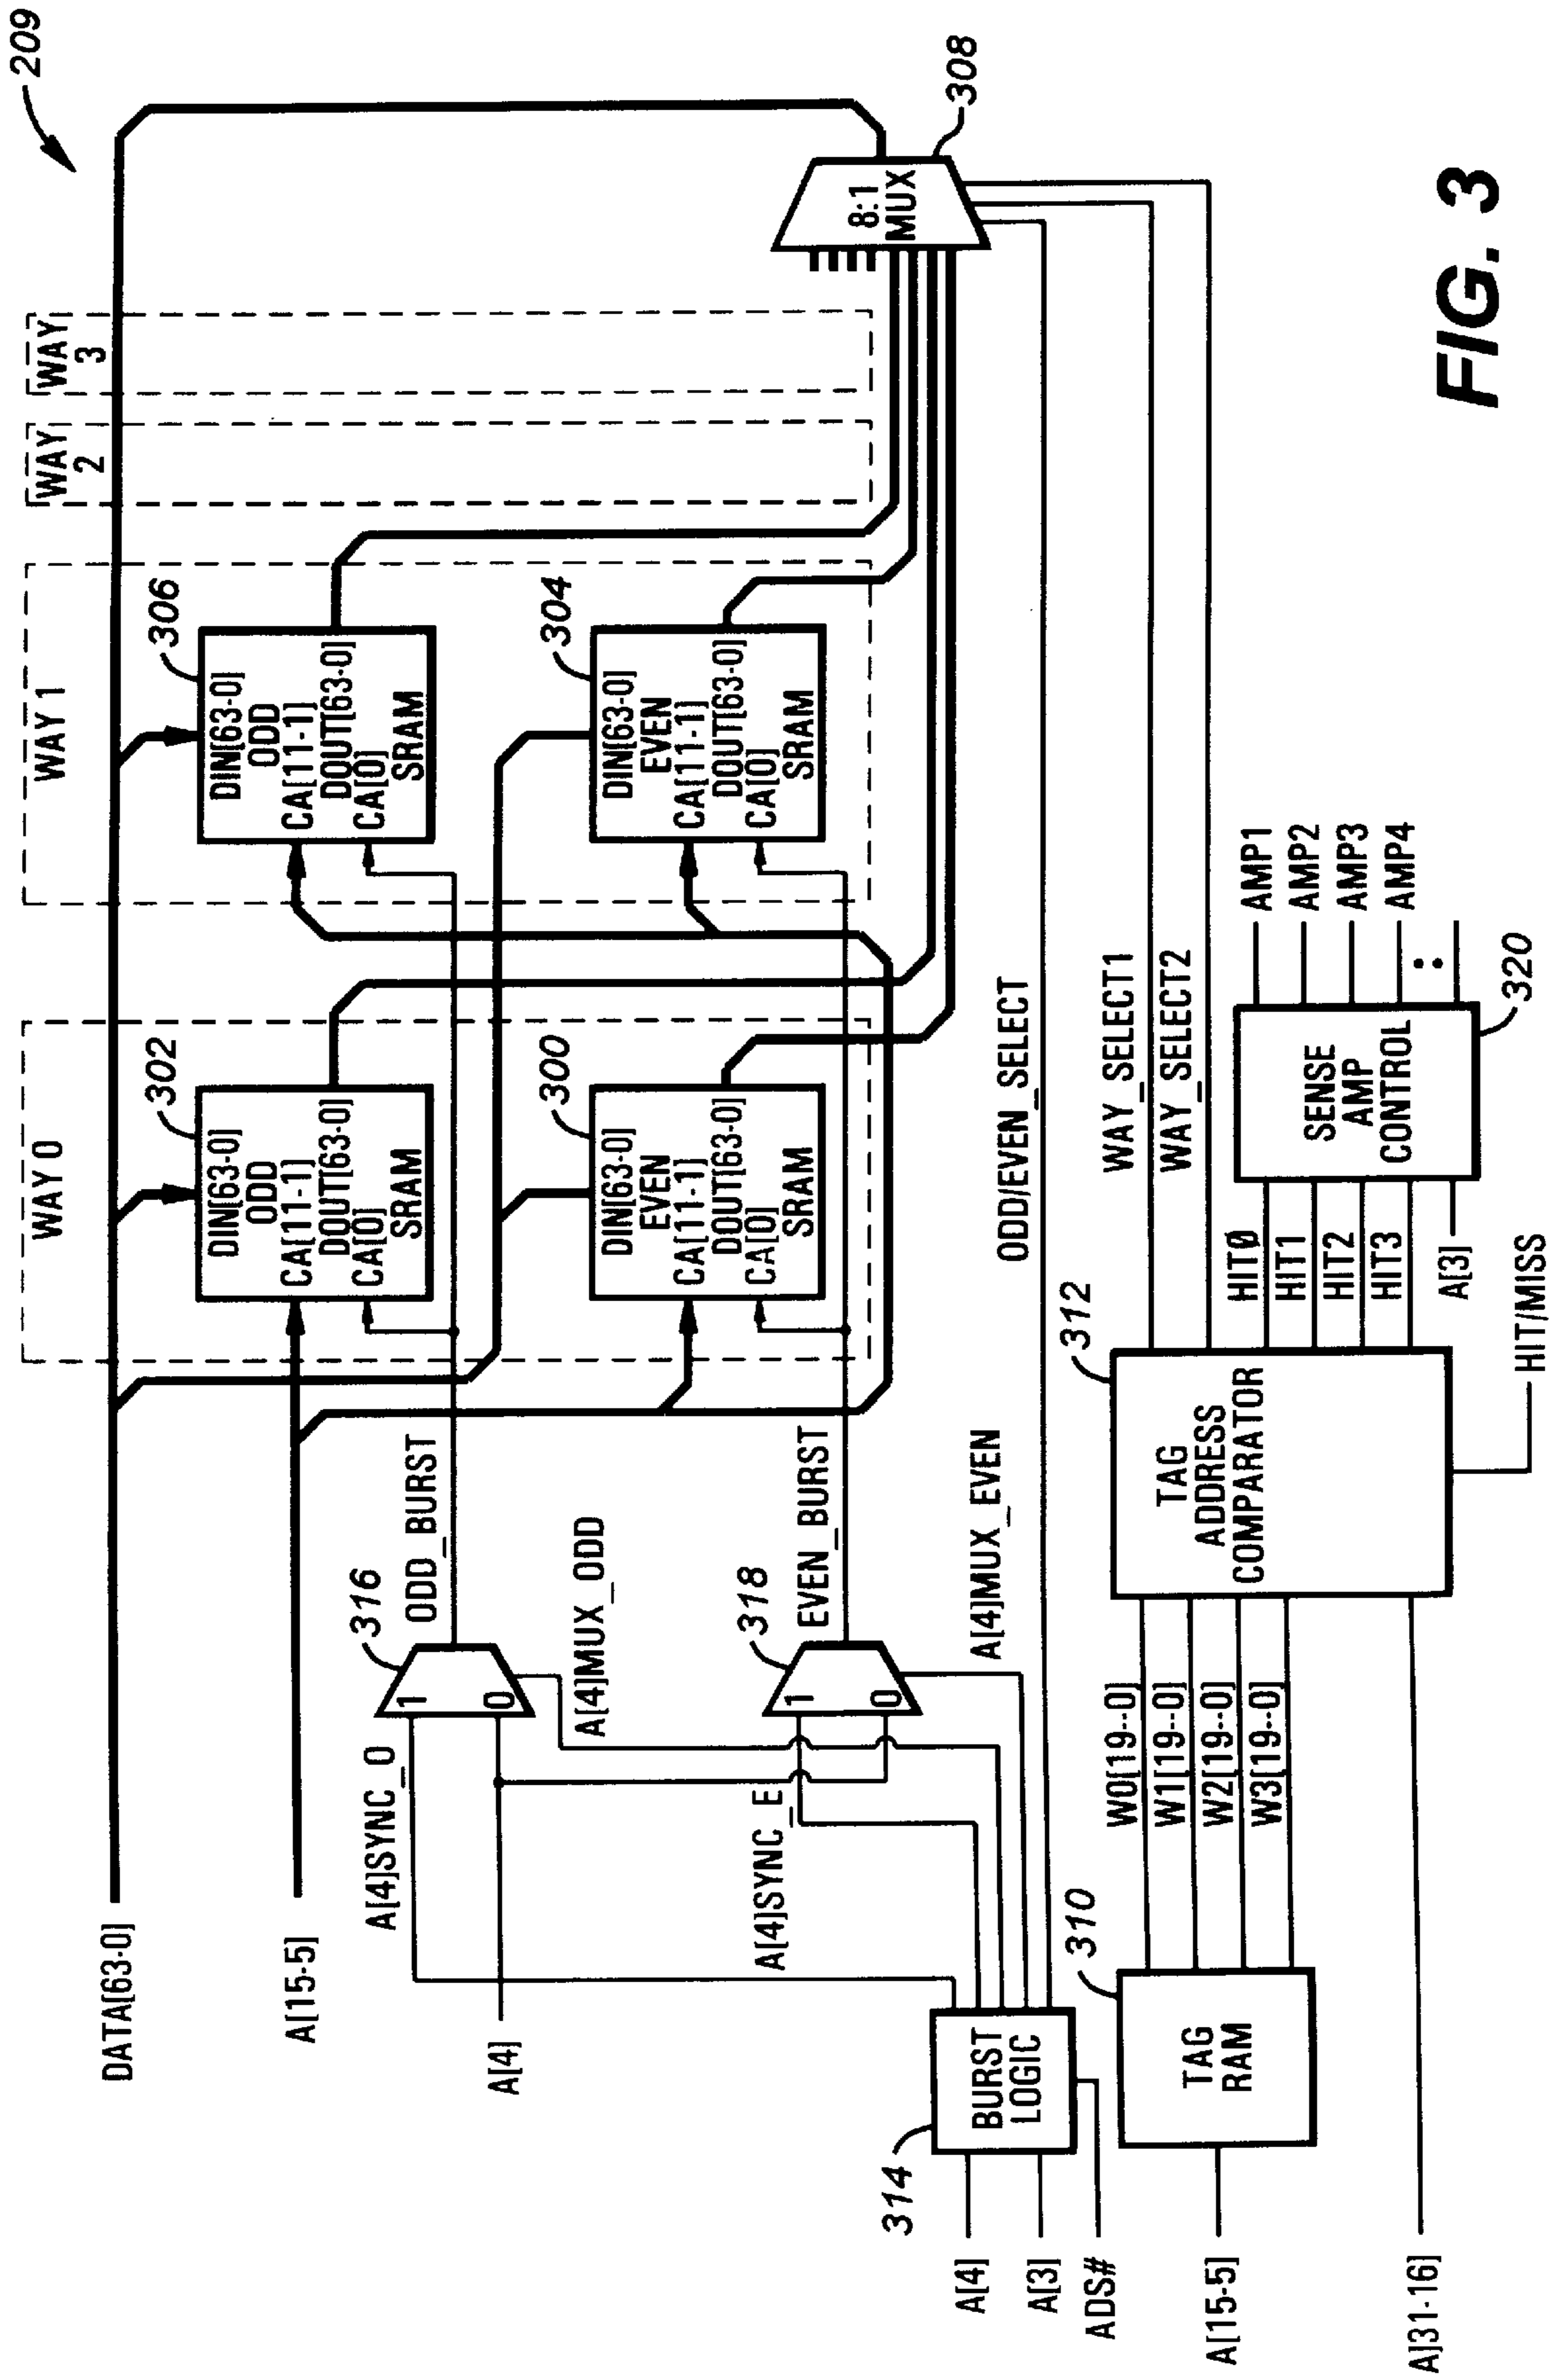 209
WAY 0
WAY 1
WAY
2
WAY
3
302
DIN[63-0]
ODD
CA[11-1]
DOUT[63-0]
CA[0]
SRAM
306
DIN[63-0]
ODD
CA[11-1]
DOUT[63-0]
CA[0]
SRAM
300
DIN[63-0]
EVEN
CA[11-1]
DOUT[63-0]
CA[0]
SRAM
304
DIN[63-0]
EVEN
CA[11-1]
DOUT[63-0]
CA[0]
SRAM
DATA[63-0]
A[15-5]
A[4]SYNC_O
A[4]
316
1
0
ODD_BURST
A[4]MUX_ODD
A[4]SYNC_E
318
1
0
EVEN_BURST
A[4]MUX_EVEN
ODD/EVEN_SELECT
8:1
MUX
308
314
BURST
LOGIC
A[4]
A[3]
ADS#
310
TAG
RAM
A[15-5]
A]31-16]
W0[19--0]
W1[19--0]
W2[19--0]
W3[19--0]
312
TAG
ADDRESS
COMPARATOR
WAY_SELECT1
WAY_SELECT2
HITØ
HIT1
HIT2
HIT3
A[3]
HIT/MISS
SENSE
AMP
CONTROL
320
AMP1
AMP2
AMP3
AMP4
:
FIG. 3